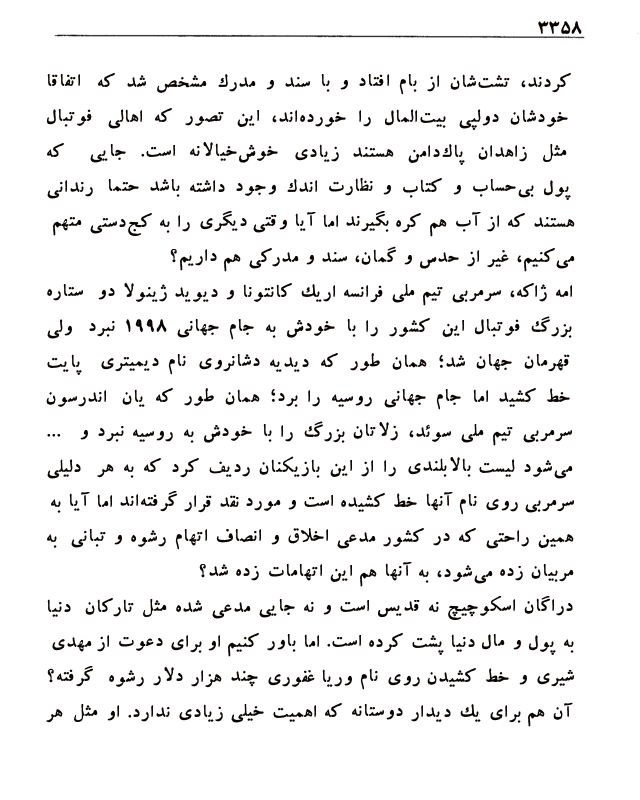 ۳۳۵۸
کردند، تشت‌شان از بام افتاد و با سند و مدرك مشخص شد که اتفاقا
خودشان دولپی بیت‌المال را خورده‌اند، این تصور که اهالی فوتبال
مثل زاهدان پاك‌دامن هستند زیادی خوش‌خیالانه است. جایی که
پول بی‌حساب و کتاب و نظارت اندك وجود داشته باشد حتما رندانی
هستند که از آب هم کره بگیرند اما آیا وقتی دیگری را به کج‌دستی متهم
می‌کنیم، غیر از حدس و گمان، سند و مدرکی هم داریم؟
امه ژاکه، سرمربی تیم ملی فرانسه اریك کانتونا و دیوید ژینولا دو ستاره
بزرگ فوتبال این کشور را با خودش به جام جهانی ۱۹۹۸ نبرد ولی
قهرمان جهان شد؛ همان طور که دیدیه دشانروی نام دیمیتری پایت
خط کشید اما جام جهانی روسیه را برد؛ همان طور که یان اندرسون
سرمربی تیم ملی سوئد، زلاتان بزرگ را با خودش به روسیه نبرد و ...
می‌شود لیست بالابلندی را از این بازیکنان ردیف کرد که به هر دلیلی
سرمربی روی نام آنها خط کشیده است و مورد نقد قرار گرفته‌اند اما آیا به
همین راحتی که در کشور مدعی اخلاق و انصاف اتهام رشوه و تبانی به
مربیان زده می‌شود، به آنها هم این اتهامات زده شد؟
دراگان اسکوچیچ نه قدیس است و نه جایی مدعی شده مثل تارکان دنیا
به پول و مال دنیا پشت کرده است. اما باور کنیم او برای دعوت از مهدی
شیری و خط کشیدن روی نام وریا غفوری چند هزار دلار رشوه گرفته؟
آن هم برای یك دیدار دوستانه که اهمیت خیلی زیادی ندارد. او مثل هر